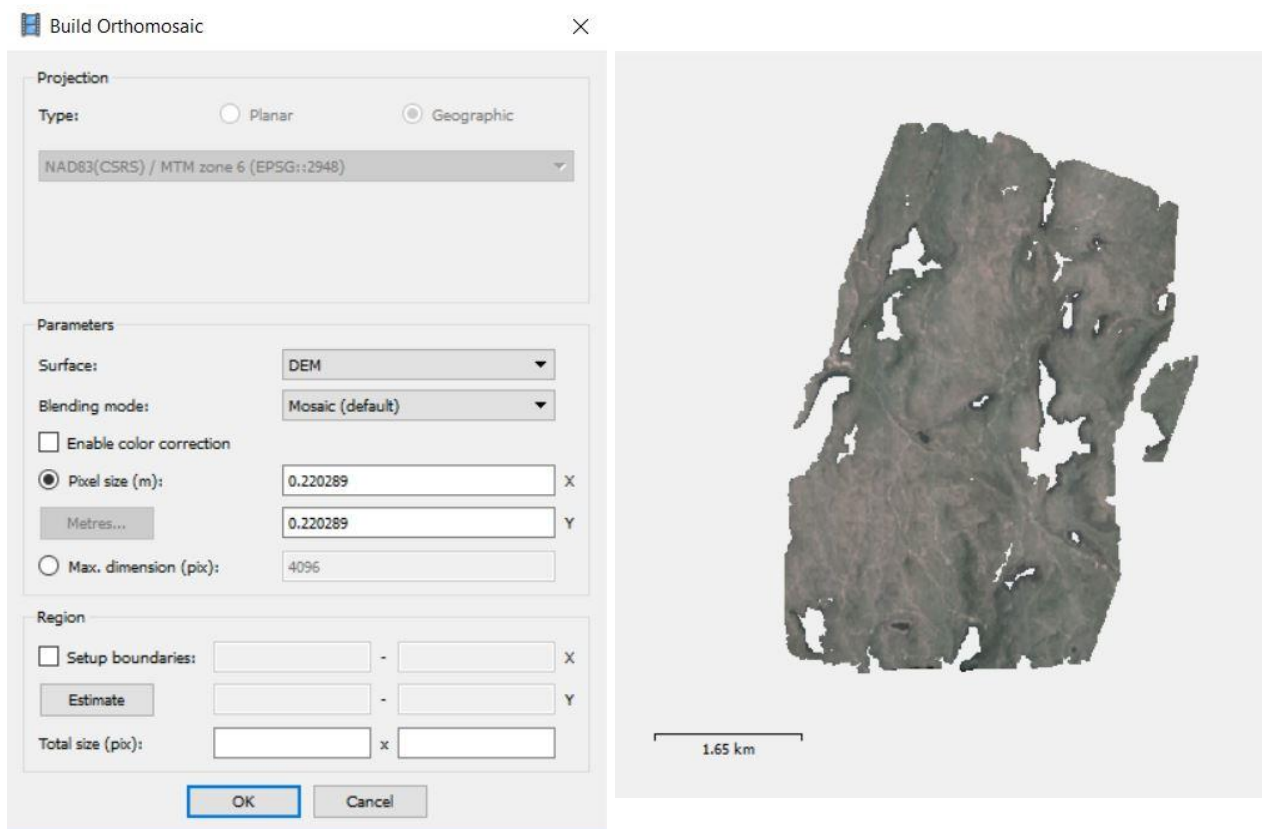 Build Orthomosaic
Projection
Type: Planar Geographic
NAD83(CSRS) / MTM zone 6 (EPSG::2948)
Parameters
Surface: DEM
Blending mode: Mosaic (default)
Enable color correction
Pixel size (m): 0.220289 X
Metres... 0.220289 Y
Max. dimension (pix): 4096
Region
Setup boundaries: - X
Estimate - Y
Total size (pix): x
OK Cancel
1.65 km